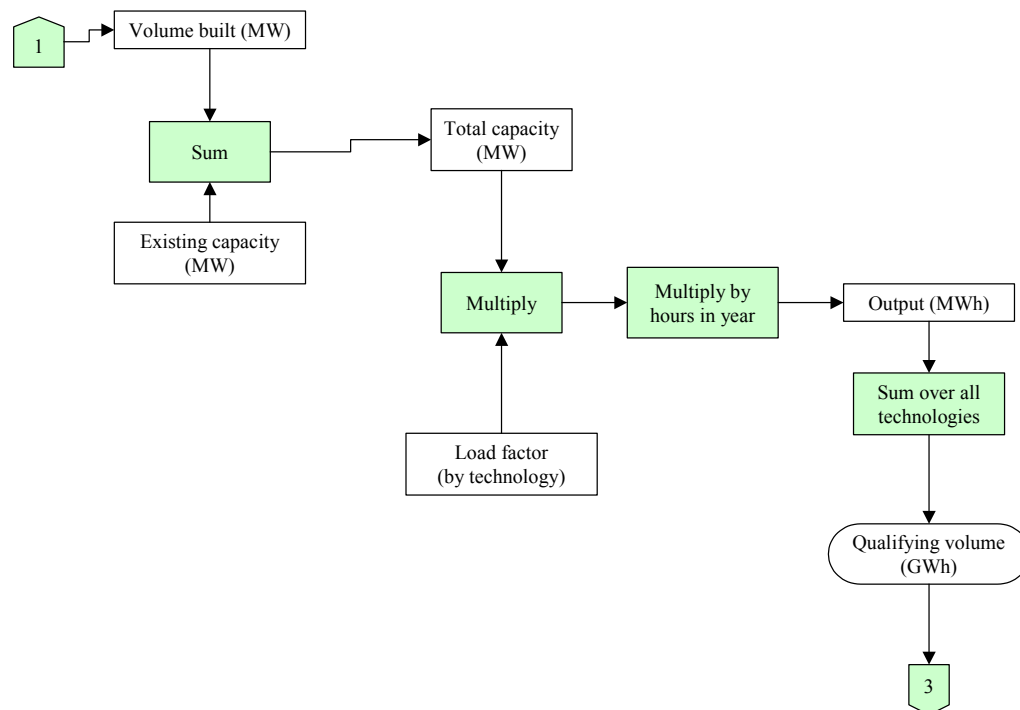 1
Volume built (MW)
Sum
Total capacity
(MW)
Existing capacity
(MW)
Multiply
Multiply by
hours in year
Output (MWh)
Sum over all
technologies
Load factor
(by technology)
Qualifying volume
(GWh)
3